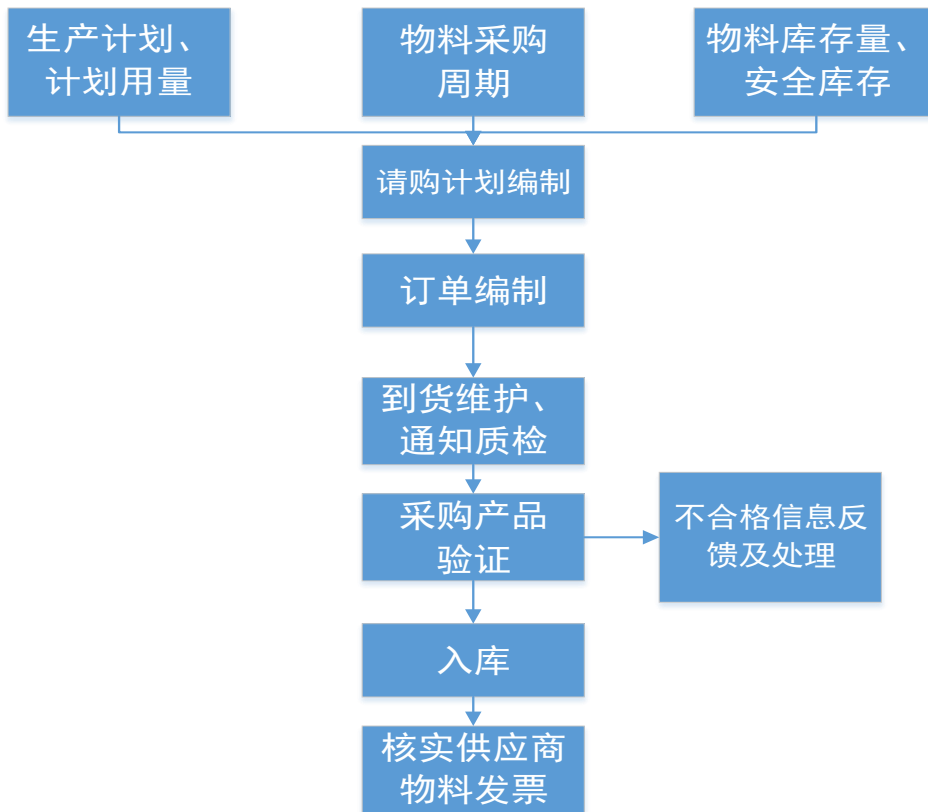 生产计划、
计划用量
物料采购
周期
物料库存量、
安全库存
请购计划编制
订单编制
到货维护、
通知质检
采购产品
验证
不合格信息反
馈及处理
入库
核实供应商
物料发票